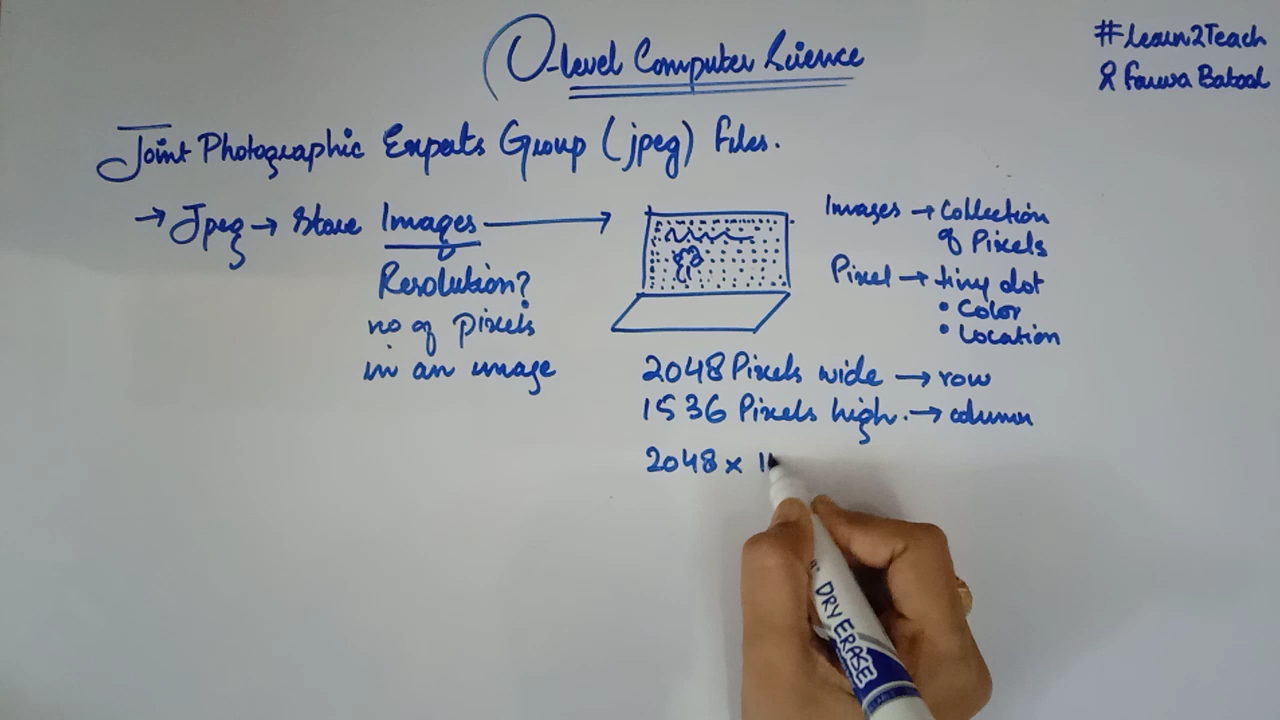 O-level Computer Science
#Learn2Teach
Farwa Batool
Joint Photographic Experts Group (jpeg) Files.
→ Jpeg → Store Images →
Resolution?
no of pixels
in an image
Images → Collection
of Pixels
Pixel → tiny dot
• Color
• Location
2048 Pixels wide → row
1536 Pixels high. → column
2048 × 1
DRY ERASE